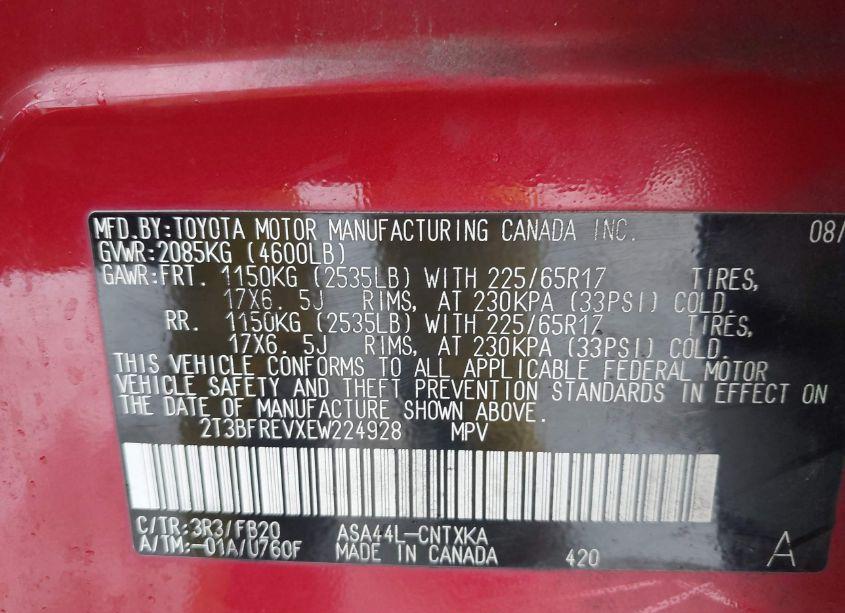 MFD.BY:TOYOTA MOTOR MANUFACTURING CANADA INC. 08/
GVWR:2085KG (4600LB)
GAWR:FRT. 1150KG (2535LB) WITH 225/65R17 TIRES,
17X6.5J RIMS, AT 230KPA (33PSI) COLD.
RR. 1150KG (2535LB) WITH 225/65R17 TIRES,
17X6.5J RIMS, AT 230KPA (33PSI) COLD.
THIS VEHICLE CONFORMS TO ALL APPLICABLE FEDERAL MOTOR
VEHICLE SAFETY AND THEFT PREVENTION STANDARDS IN EFFECT ON
THE DATE OF MANUFACTURE SHOWN ABOVE.
2T3BFREVXEW224928 MPV
C/TR:3R3/FB20 ASA44L-CNTXKA
A/TM:-01A/U760F MADE IN CANADA 420 A